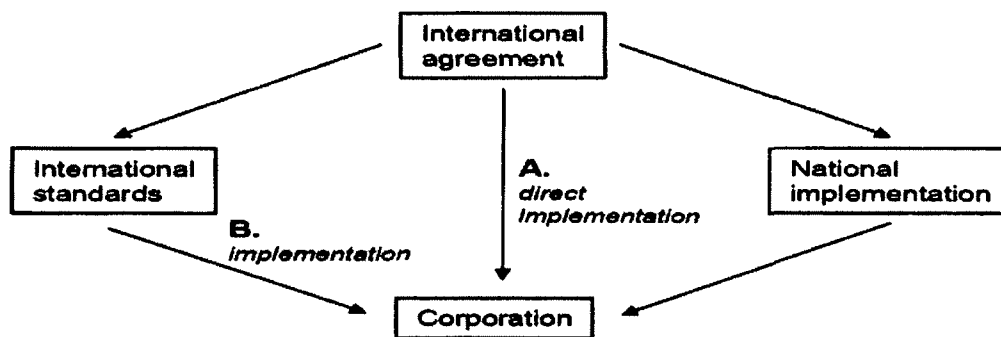 International
agreement
International
standards
A.
direct
Implementation
National
implementation
B.
implementation
Corporation